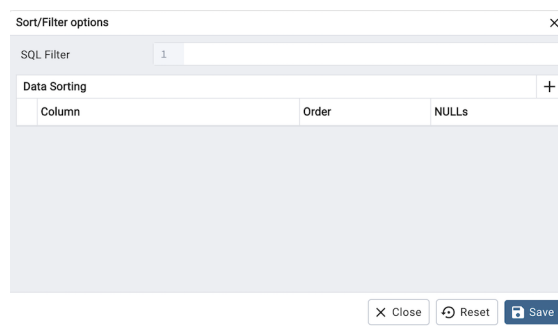 Sort/Filter options
SQL Filter 1
Data Sorting
Column Order NULLs
Close Reset Save